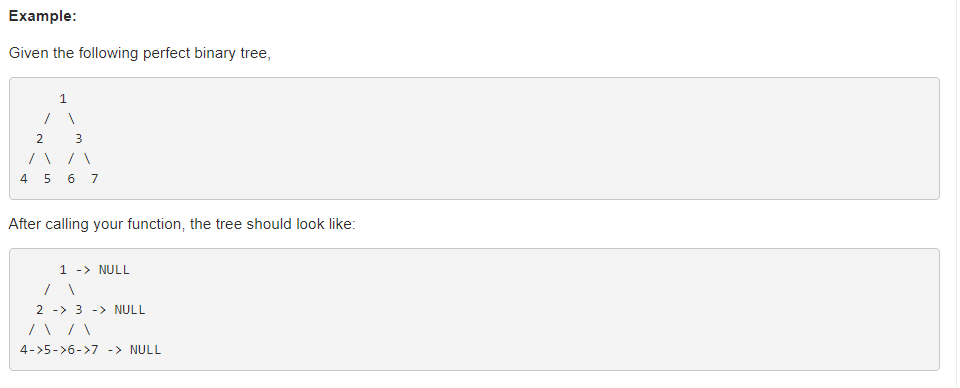 Example:
Given the following perfect binary tree,
     1
   /  \
  2    3
 / \  / \
4  5  6  7
After calling your function, the tree should look like:
     1 -> NULL
   /  \
  2 -> 3 -> NULL
 / \  / \
4->5->6->7 -> NULL